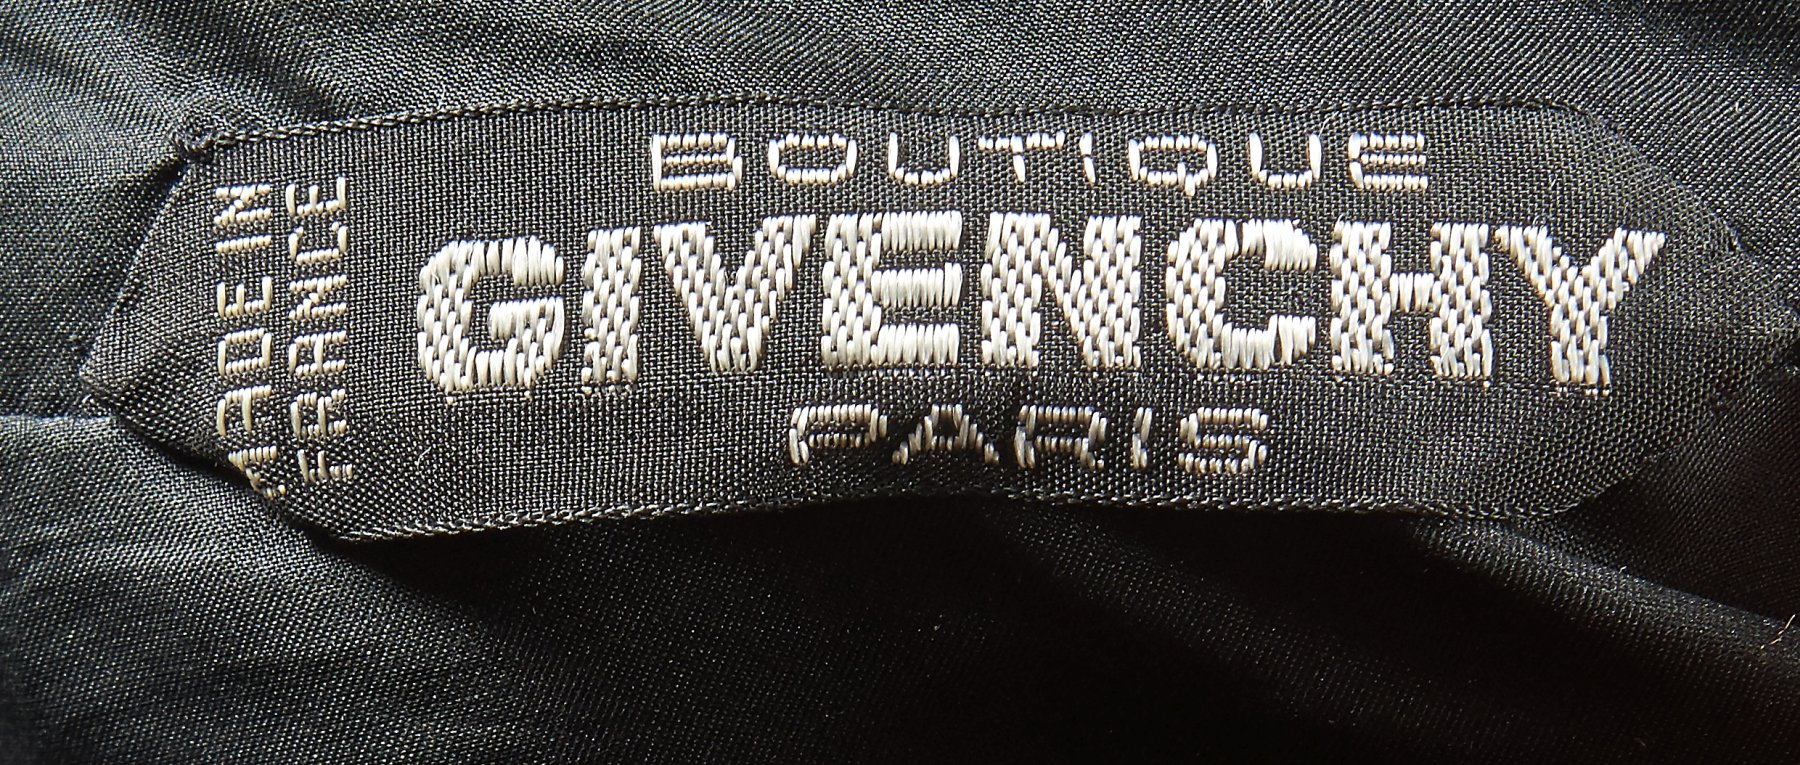 BOUTIQUE
GIVENCHY
PARIS
MADE IN
FRANCE